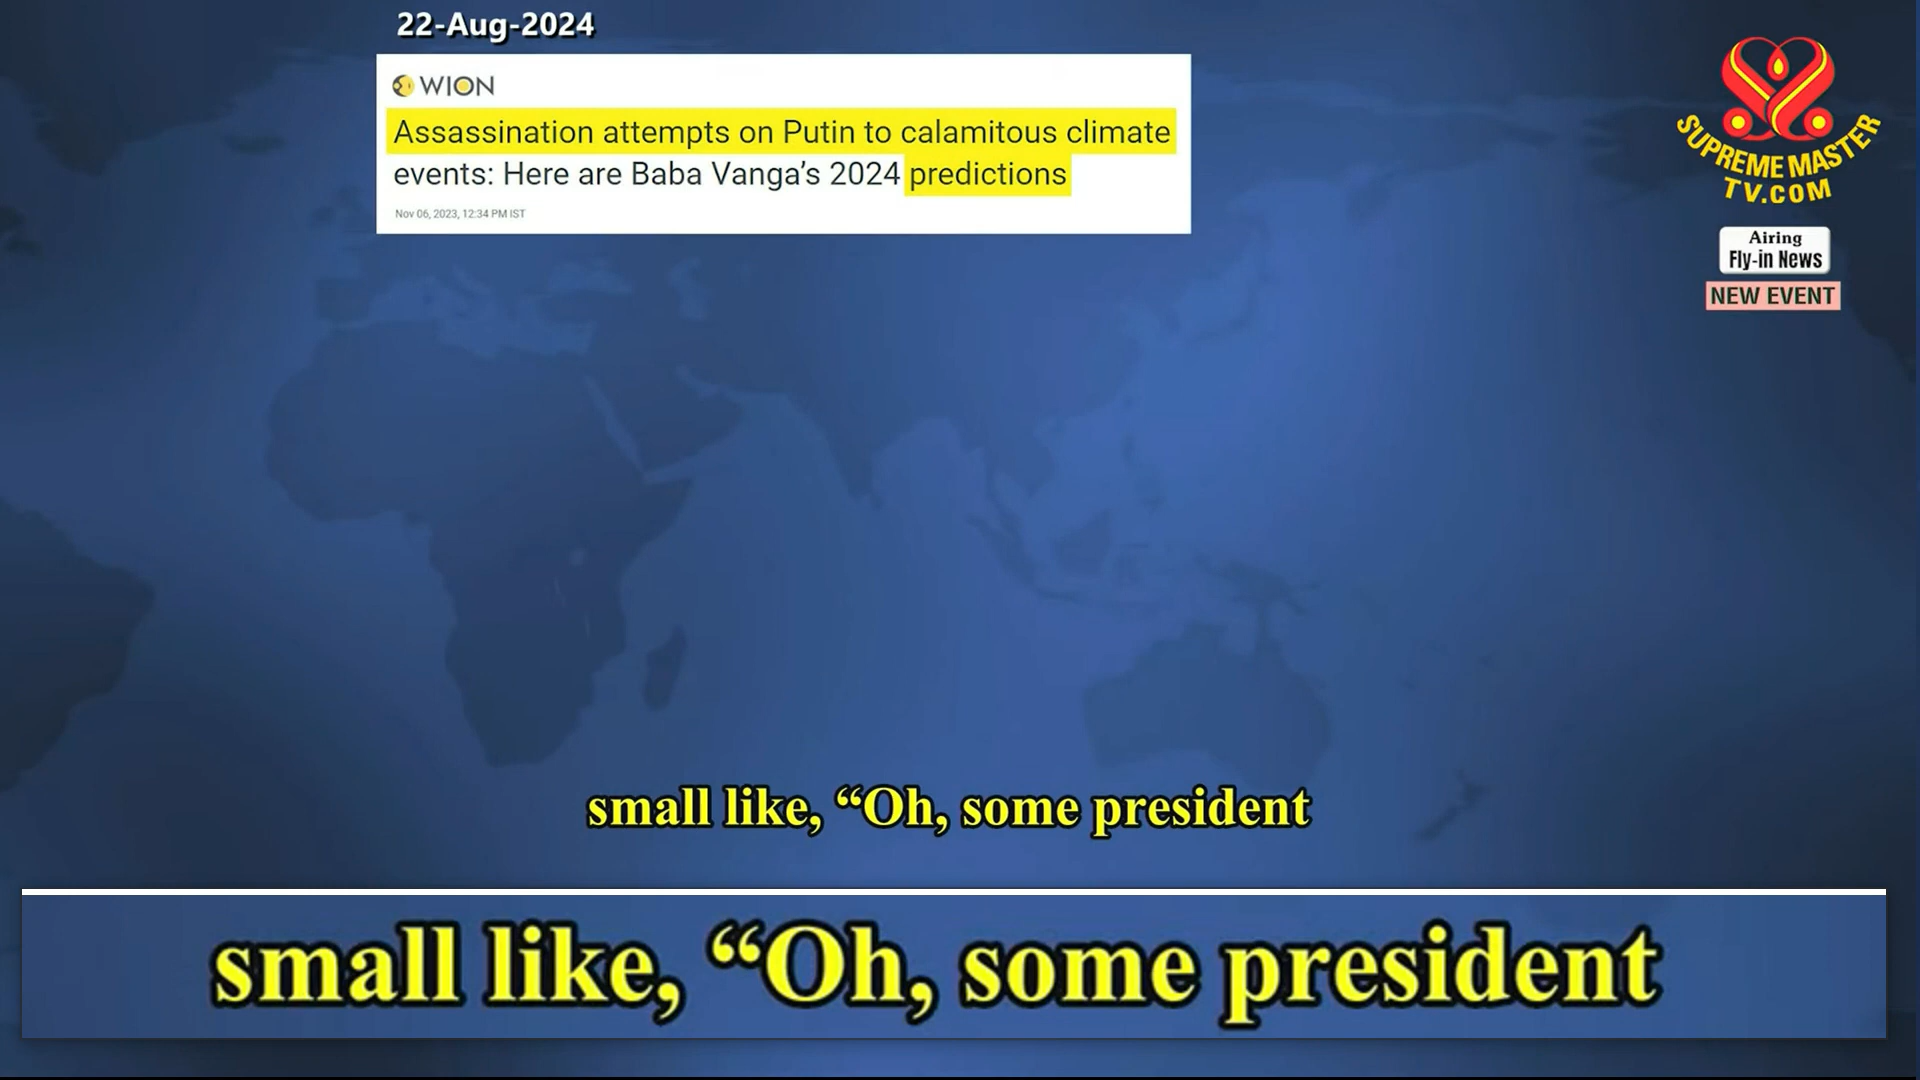 22-Aug-2024
WION
Assassination attempts on Putin to calamitous climate
events: Here are Baba Vanga’s 2024 predictions
Nov 06, 2023, 12:34 PM IST
SUPREME MASTER
TV.COM
Airing
Fly-in News
NEW EVENT
small like, “Oh, some president
small like, “Oh, some president